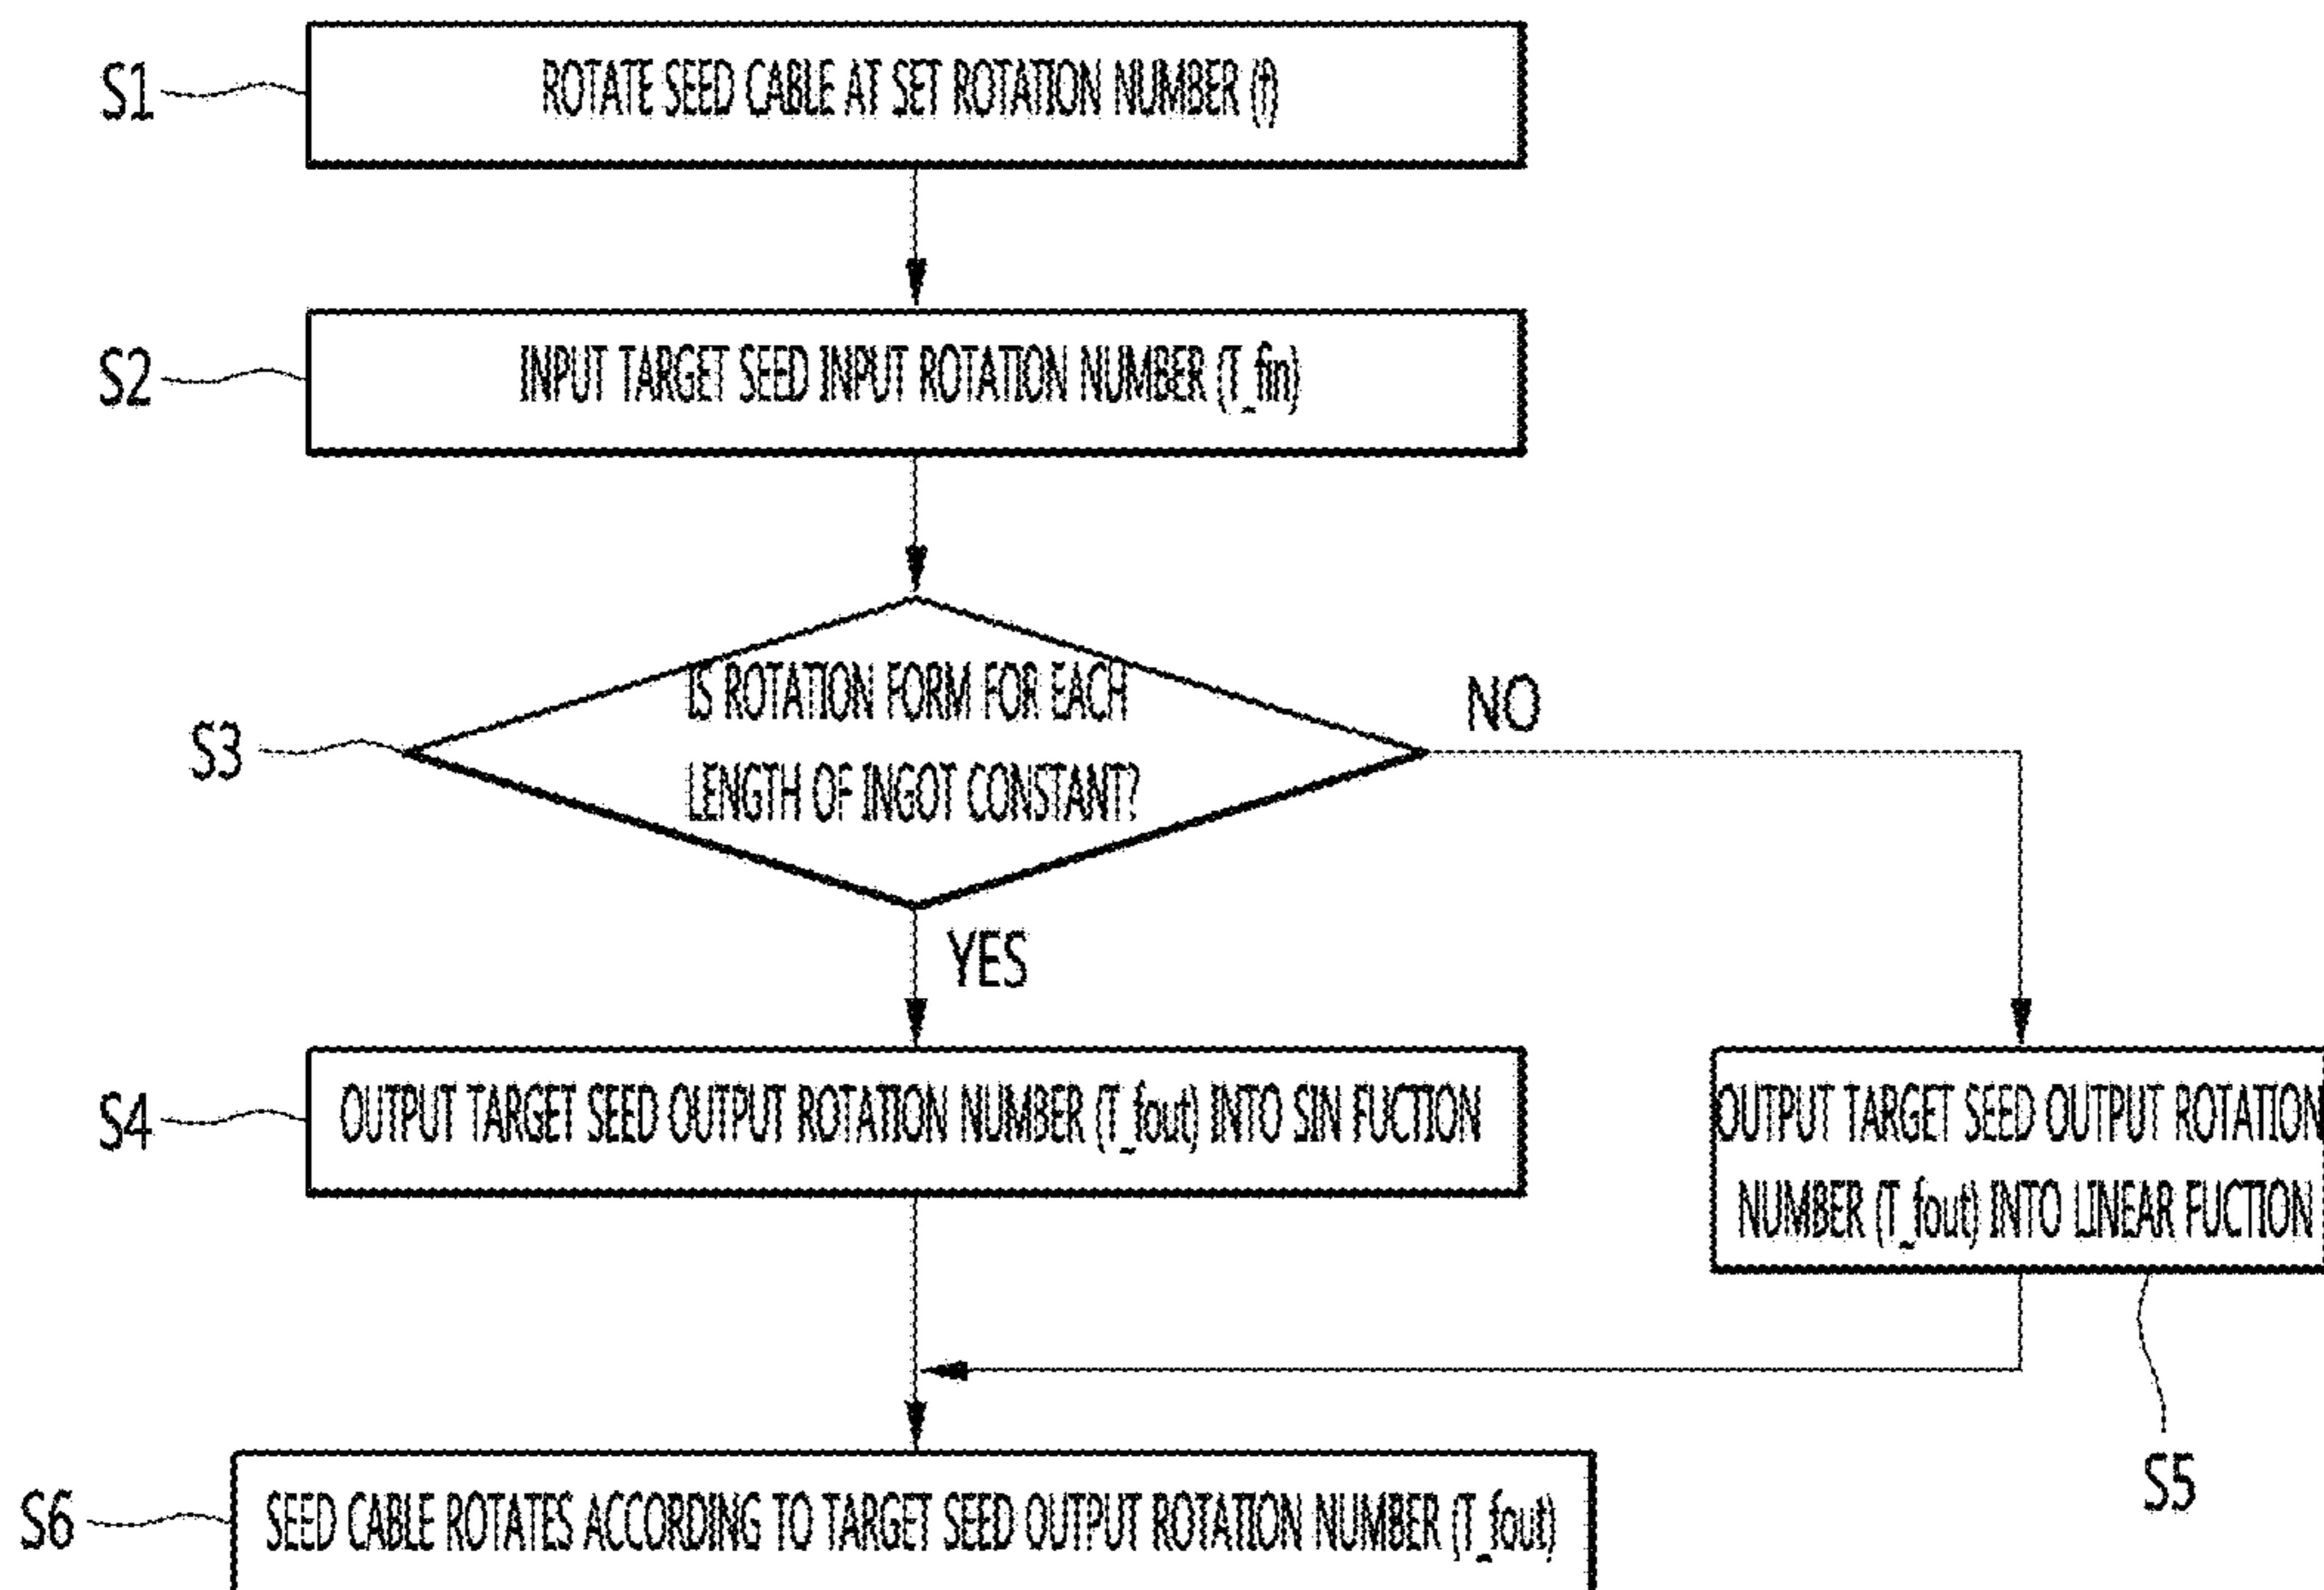 S1
ROTATE SEED CABLE AT SET ROTATION NUMBER (f)
S2
INPUT TARGET SEED INPUT ROTATION NUMBER (T_fin)
S3
IS ROTATION FORM FOR EACH
LENGTH OF INGOT CONSTANT?
NO
YES
S4
OUTPUT TARGET SEED OUTPUT ROTATION NUMBER (T_fout) INTO SIN FUCTION
OUTPUT TARGET SEED OUTPUT ROTATION
NUMBER (T_fout) INTO LINEAR FUCTION
S5
S6
SEED CABLE ROTATES ACCORDING TO TARGET SEED OUTPUT ROTATION NUMBER (T_fout)